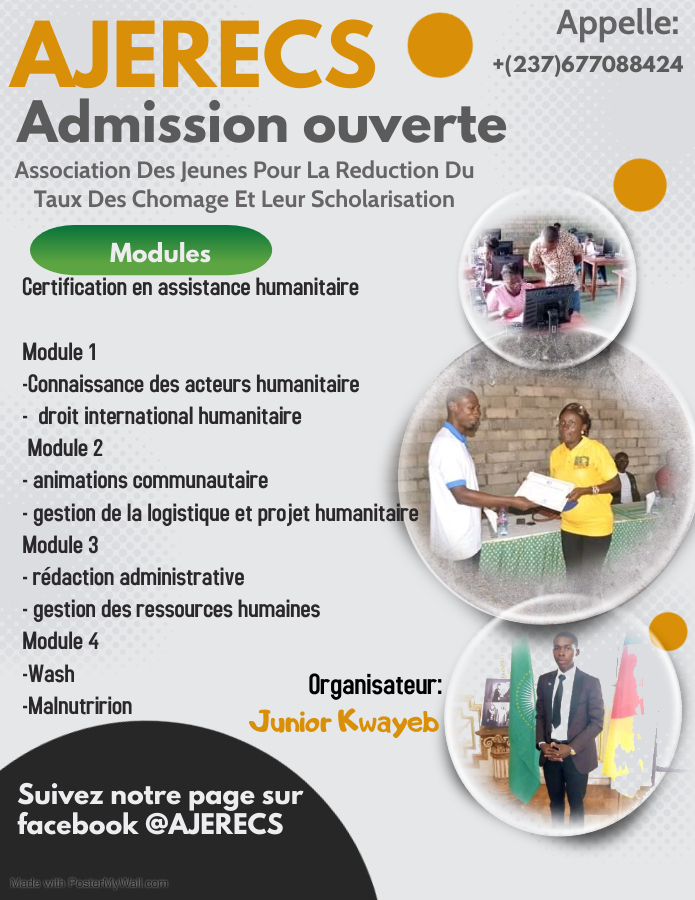 AJERECS
Appelle:
+(237)677088424
Admission ouverte
Association Des Jeunes Pour La Reduction Du
Taux Des Chomage Et Leur Scholarisation
Modules
Certification en assistance humanitaire
Module 1
-Connaissance des acteurs humanitaire
- droit international humanitaire
Module 2
- animations communautaire
- gestion de la logistique et projet humanitaire
Module 3
- rédaction administrative
- gestion des ressources humaines
Module 4
-Wash
-Malnutririon
Organisateur:
Junior Kwayeb
Suivez notre page sur
facebook @AJERECS
Made with PosterMyWall.com